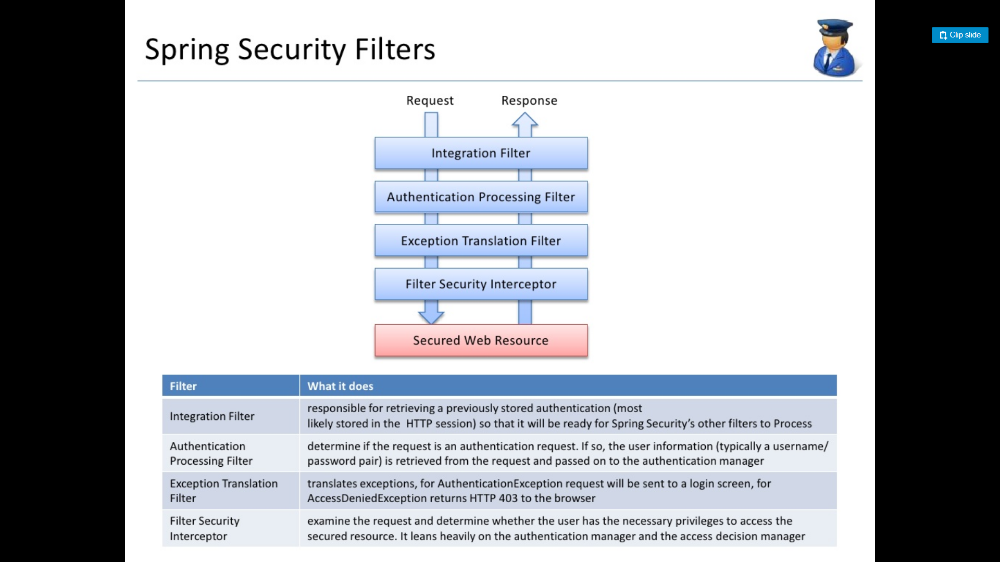 Spring Security Filters
Clip slide
Request Response
Integration Filter
Authentication Processing Filter
Exception Translation Filter
Filter Security Interceptor
Secured Web Resource
Filter What it does
Integration Filter
responsible for retrieving a previously stored authentication (most
likely stored in the  HTTP session) so that it will be ready for Spring Security’s other filters to Process
Authentication
Processing Filter
determine if the request is an authentication request. If so, the user information (typically a username/
password pair) is retrieved from the request and passed on to the authentication manager
Exception Translation
Filter
translates exceptions, for AuthenticationException request will be sent to a login screen, for
AccessDeniedException returns HTTP 403 to the browser
Filter Security
Interceptor
examine the request and determine whether the user has the necessary privileges to access the
secured resource. It leans heavily on the authentication manager and the access decision manager